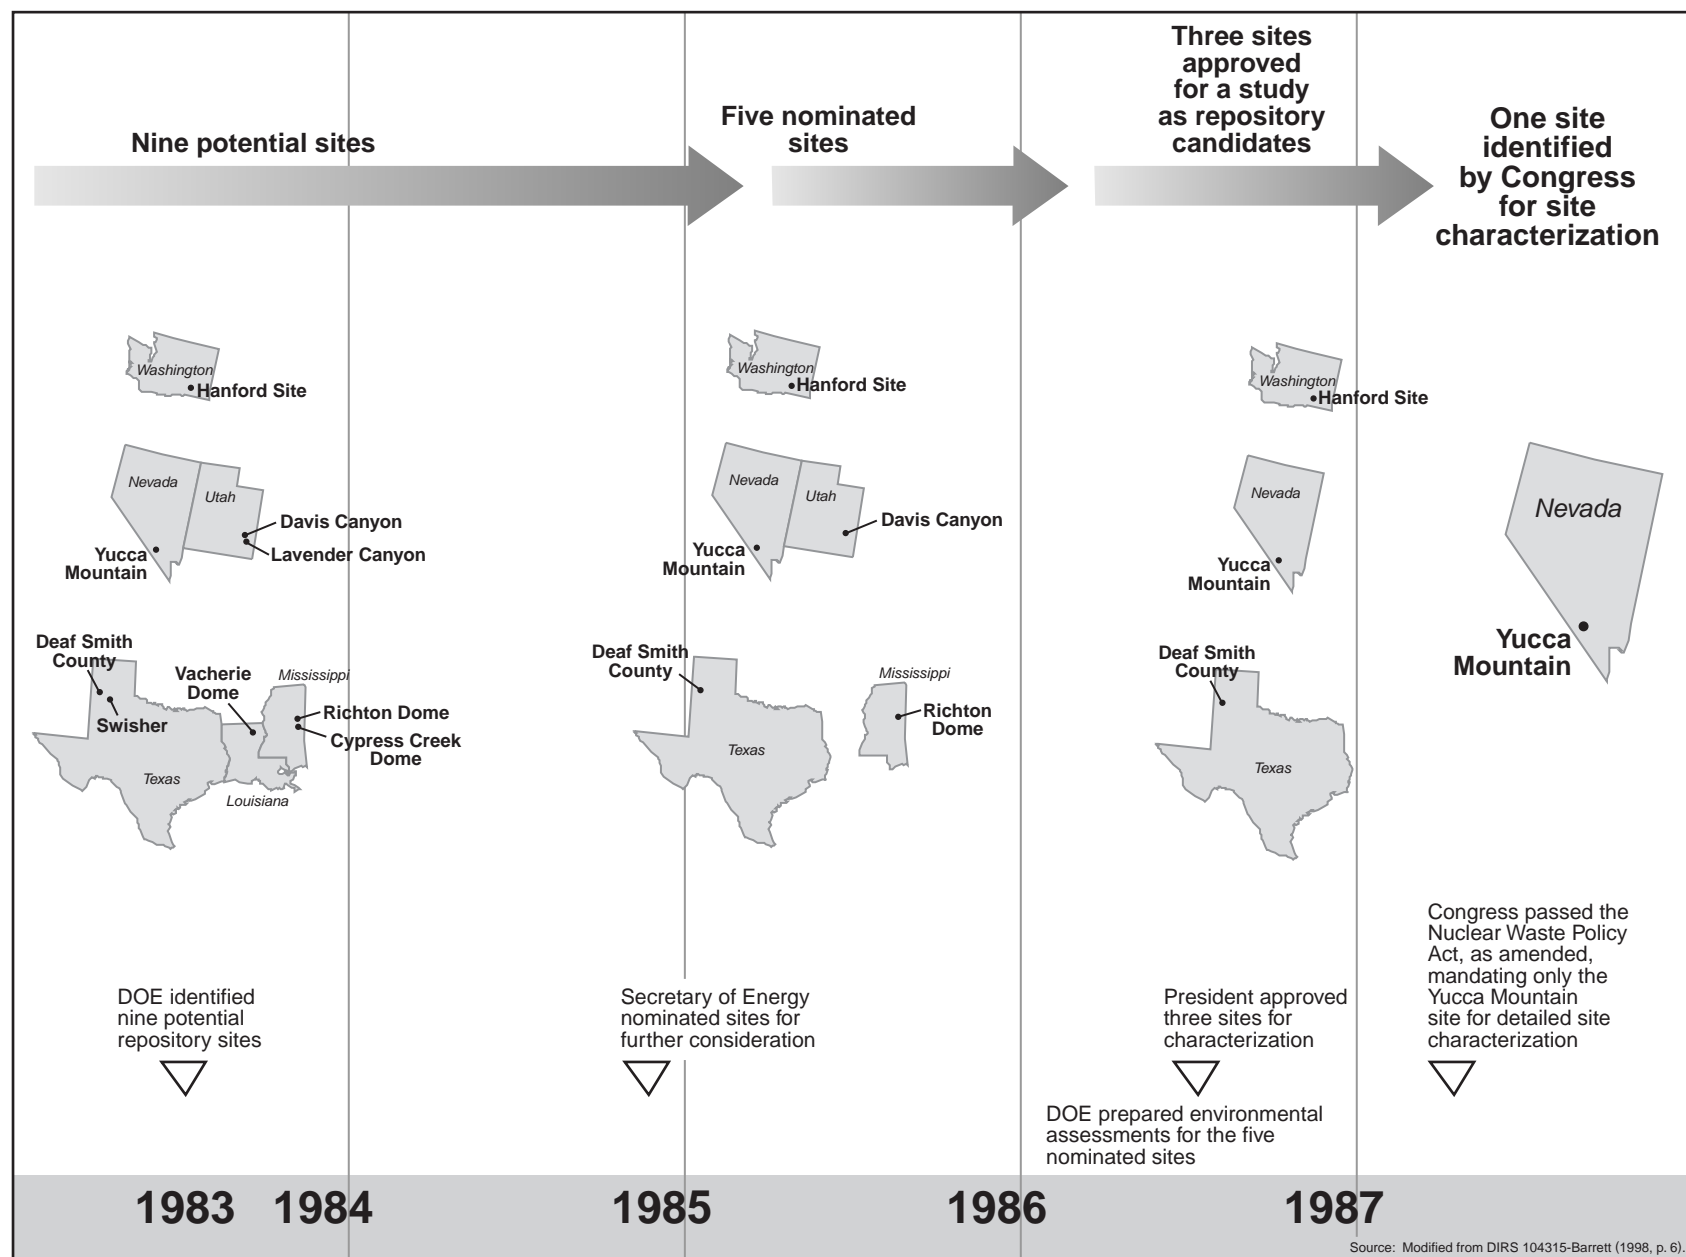 Nine potential sites
Five nominated
sites
Three sites
approved
for a study
as repository
candidates
One site
identified
by Congress
for site
characterization
Washington
Hanford Site
Nevada
Utah
Davis Canyon
Lavender Canyon
Yucca
Mountain
Deaf Smith
County
Swisher
Vacherie
Dome
Mississippi
Richton Dome
Cypress Creek
Dome
Texas
Louisiana
Washington
Hanford Site
Nevada
Utah
Davis Canyon
Yucca
Mountain
Deaf Smith
County
Mississippi
Richton
Dome
Texas
Washington
Hanford Site
Nevada
Yucca
Mountain
Deaf Smith
County
Texas
Nevada
Yucca
Mountain
DOE identified
nine potential
repository sites
Secretary of Energy
nominated sites for
further consideration
President approved
three sites for
characterization
DOE prepared environmental
assessments for the five
nominated sites
Congress passed the
Nuclear Waste Policy
Act, as amended,
mandating only the
Yucca Mountain
site for detailed site
characterization
1983 1984 1985 1986 1987
Source: Modified from DIRS 104315-Barrett (1998, p. 6).